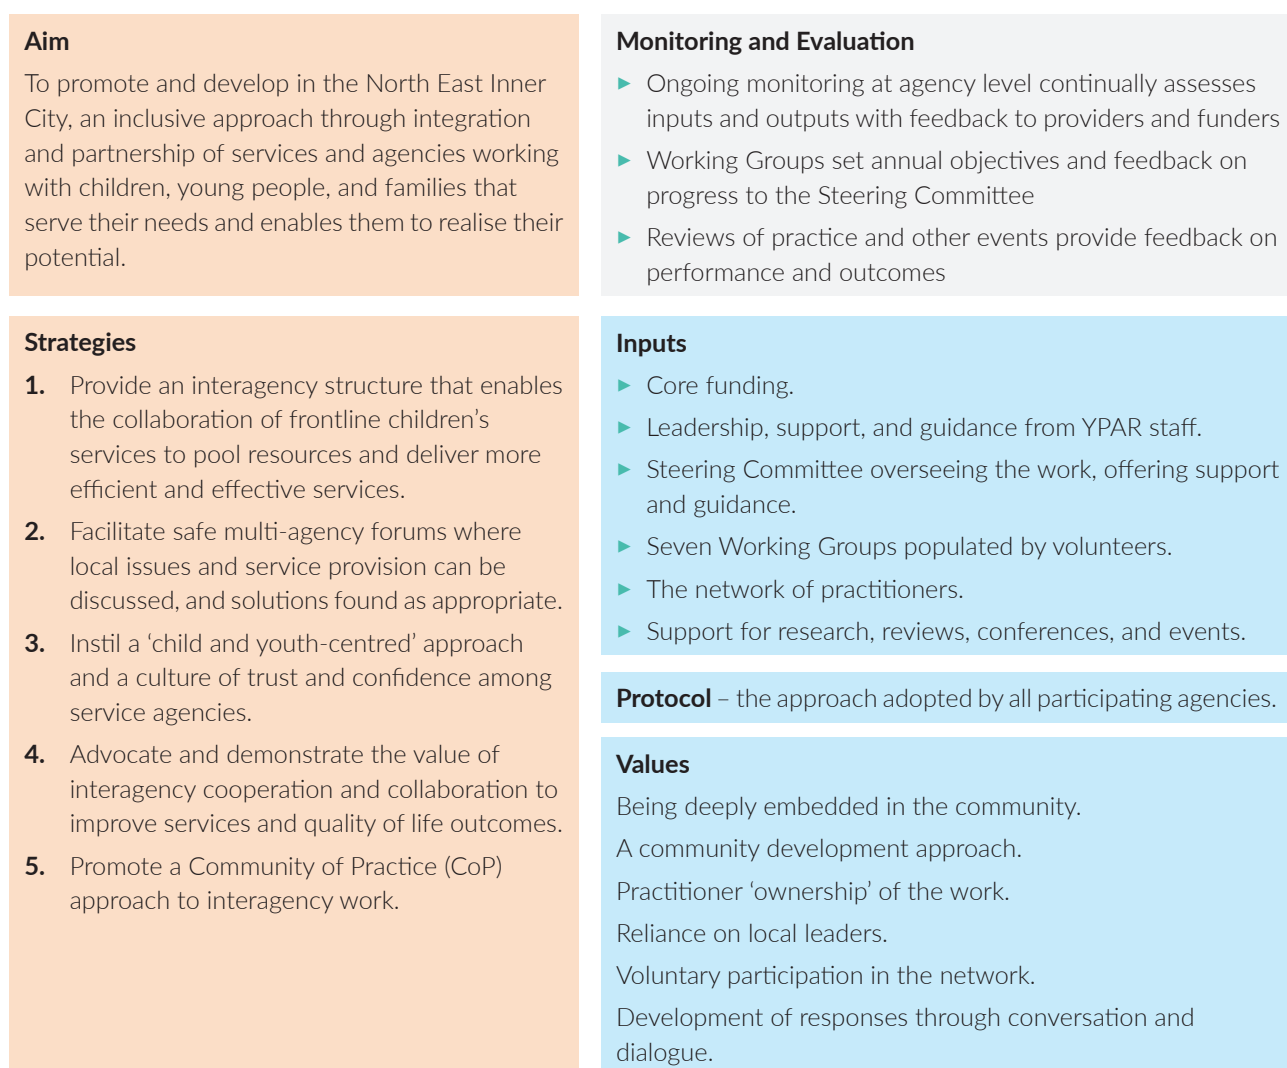 Aim
To promote and develop in the North East Inner
City, an inclusive approach through integration
and partnership of services and agencies working
with children, young people, and families that
serve their needs and enables them to realise their
potential.
Strategies
1. Provide an interagency structure that enables
the collaboration of frontline children’s
services to pool resources and deliver more
efficient and effective services.
2. Facilitate safe multi-agency forums where
local issues and service provision can be
discussed, and solutions found as appropriate.
3. Instil a ‘child and youth-centred’ approach
and a culture of trust and confidence among
service agencies.
4. Advocate and demonstrate the value of
interagency cooperation and collaboration to
improve services and quality of life outcomes.
5. Promote a Community of Practice (CoP)
approach to interagency work.
Monitoring and Evaluation
► Ongoing monitoring at agency level continually assesses
inputs and outputs with feedback to providers and funders
► Working Groups set annual objectives and feedback on
progress to the Steering Committee
► Reviews of practice and other events provide feedback on
performance and outcomes
Inputs
► Core funding.
► Leadership, support, and guidance from YPAR staff.
► Steering Committee overseeing the work, offering support
and guidance.
► Seven Working Groups populated by volunteers.
► The network of practitioners.
► Support for research, reviews, conferences, and events.
Protocol – the approach adopted by all participating agencies.
Values
Being deeply embedded in the community.
A community development approach.
Practitioner ‘ownership’ of the work.
Reliance on local leaders.
Voluntary participation in the network.
Development of responses through conversation and
dialogue.